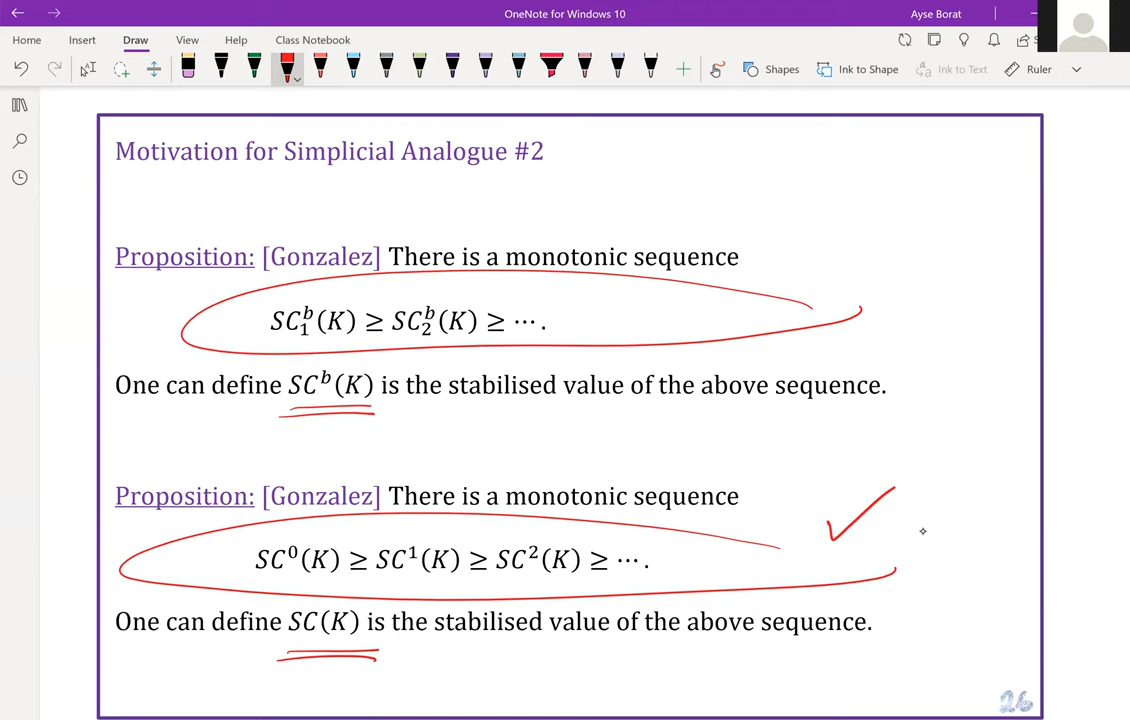 OneNote for Windows 10
Ayse Borat
Home Insert Draw View Help Class Notebook
Shapes Ink to Shape Ink to Text Ruler
Motivation for Simplicial Analogue #2
Proposition: [Gonzalez] There is a monotonic sequence
SC₁ᵇ(K) ≥ SC₂ᵇ(K) ≥ ⋯.
One can define SCᵇ(K) is the stabilised value of the above sequence.
Proposition: [Gonzalez] There is a monotonic sequence
SC⁰(K) ≥ SC¹(K) ≥ SC²(K) ≥ ⋯.
One can define SC(K) is the stabilised value of the above sequence.
26